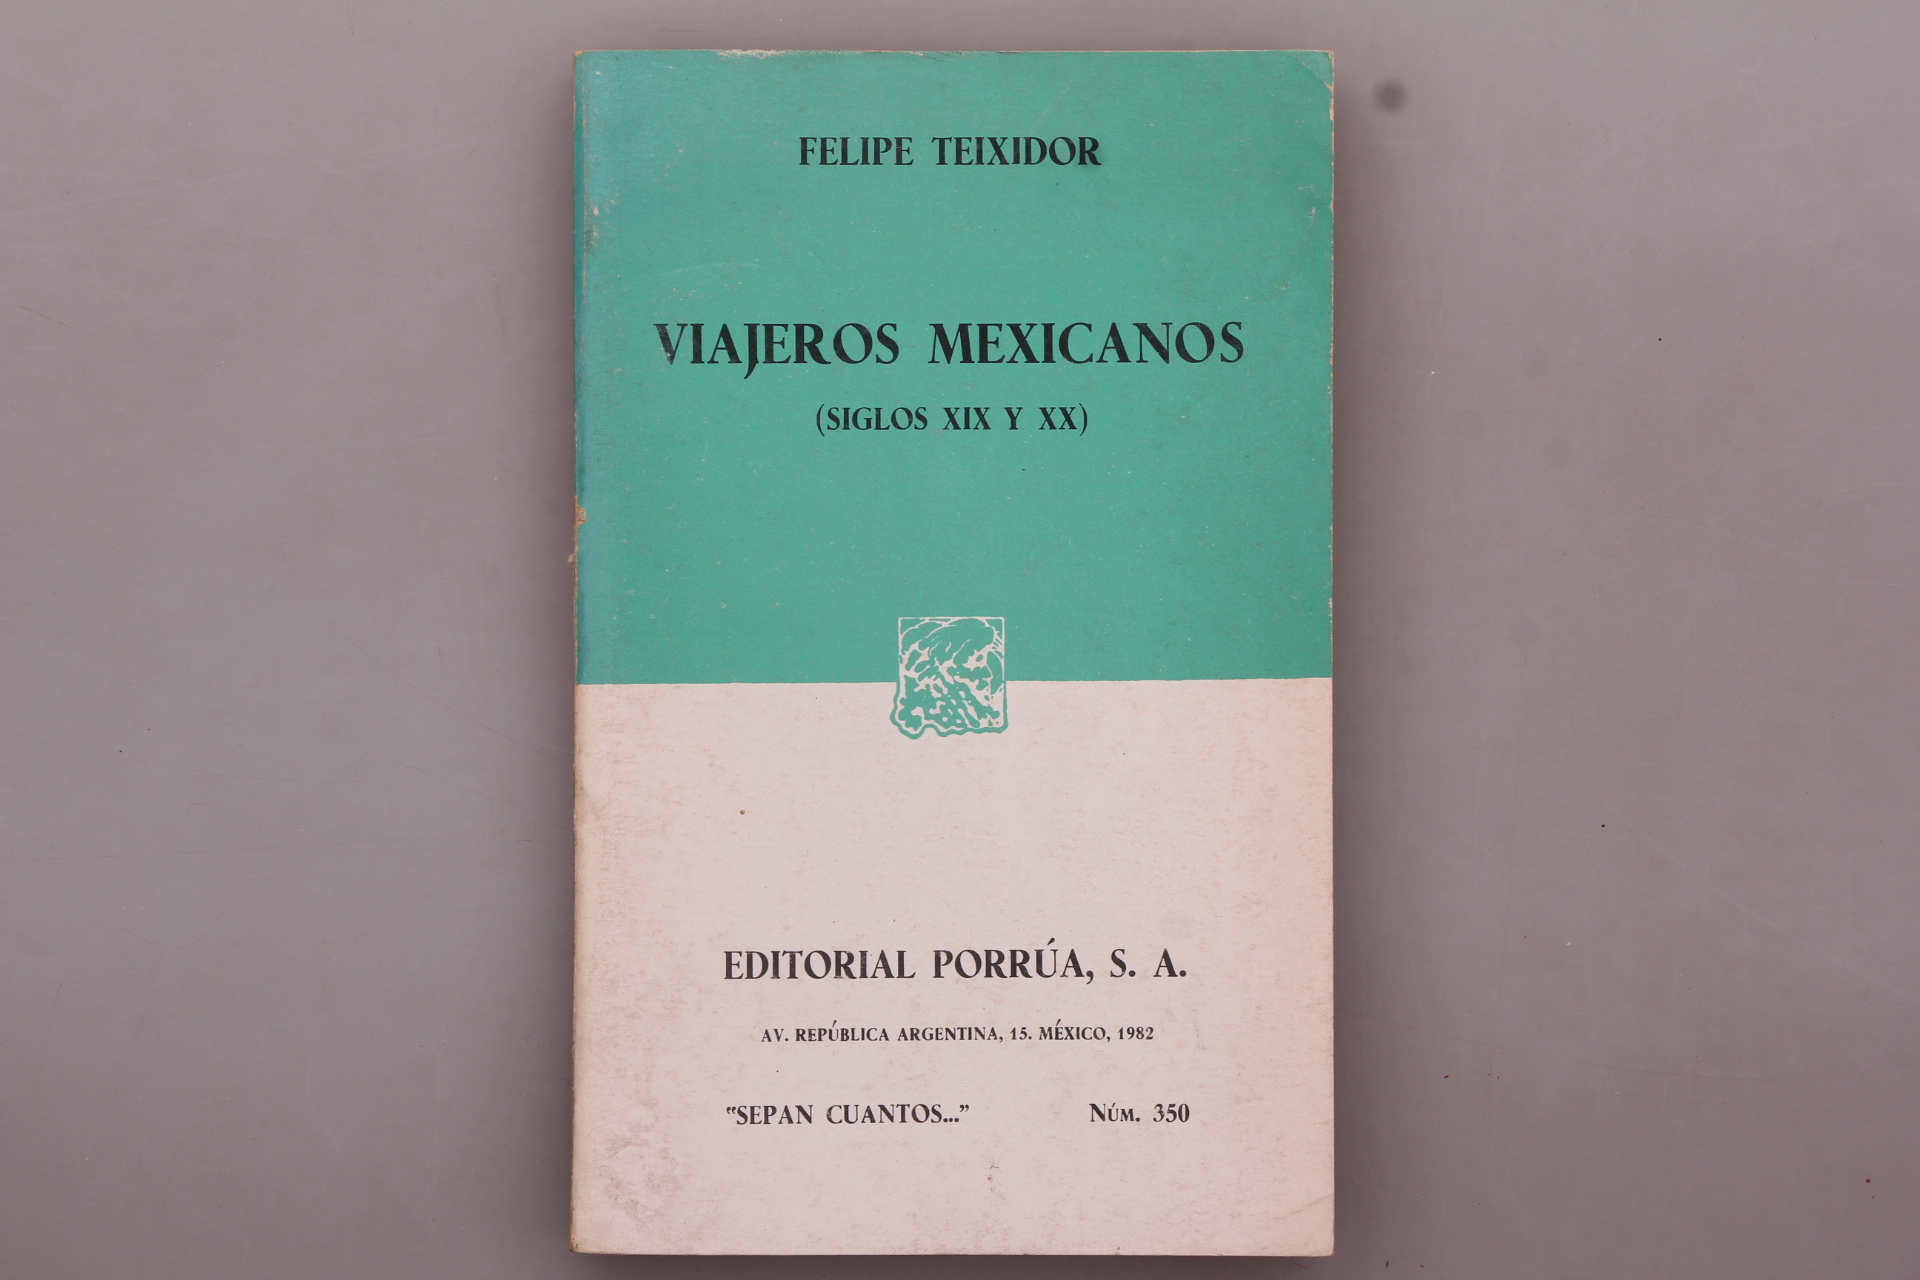 FELIPE TEIXIDOR
VIAJEROS MEXICANOS
(SIGLOS XIX Y XX)
EDITORIAL PORRÚA, S. A.
AV. REPÚBLICA ARGENTINA, 15. MÉXICO, 1982
"SEPAN CUANTOS..." NÚM. 350